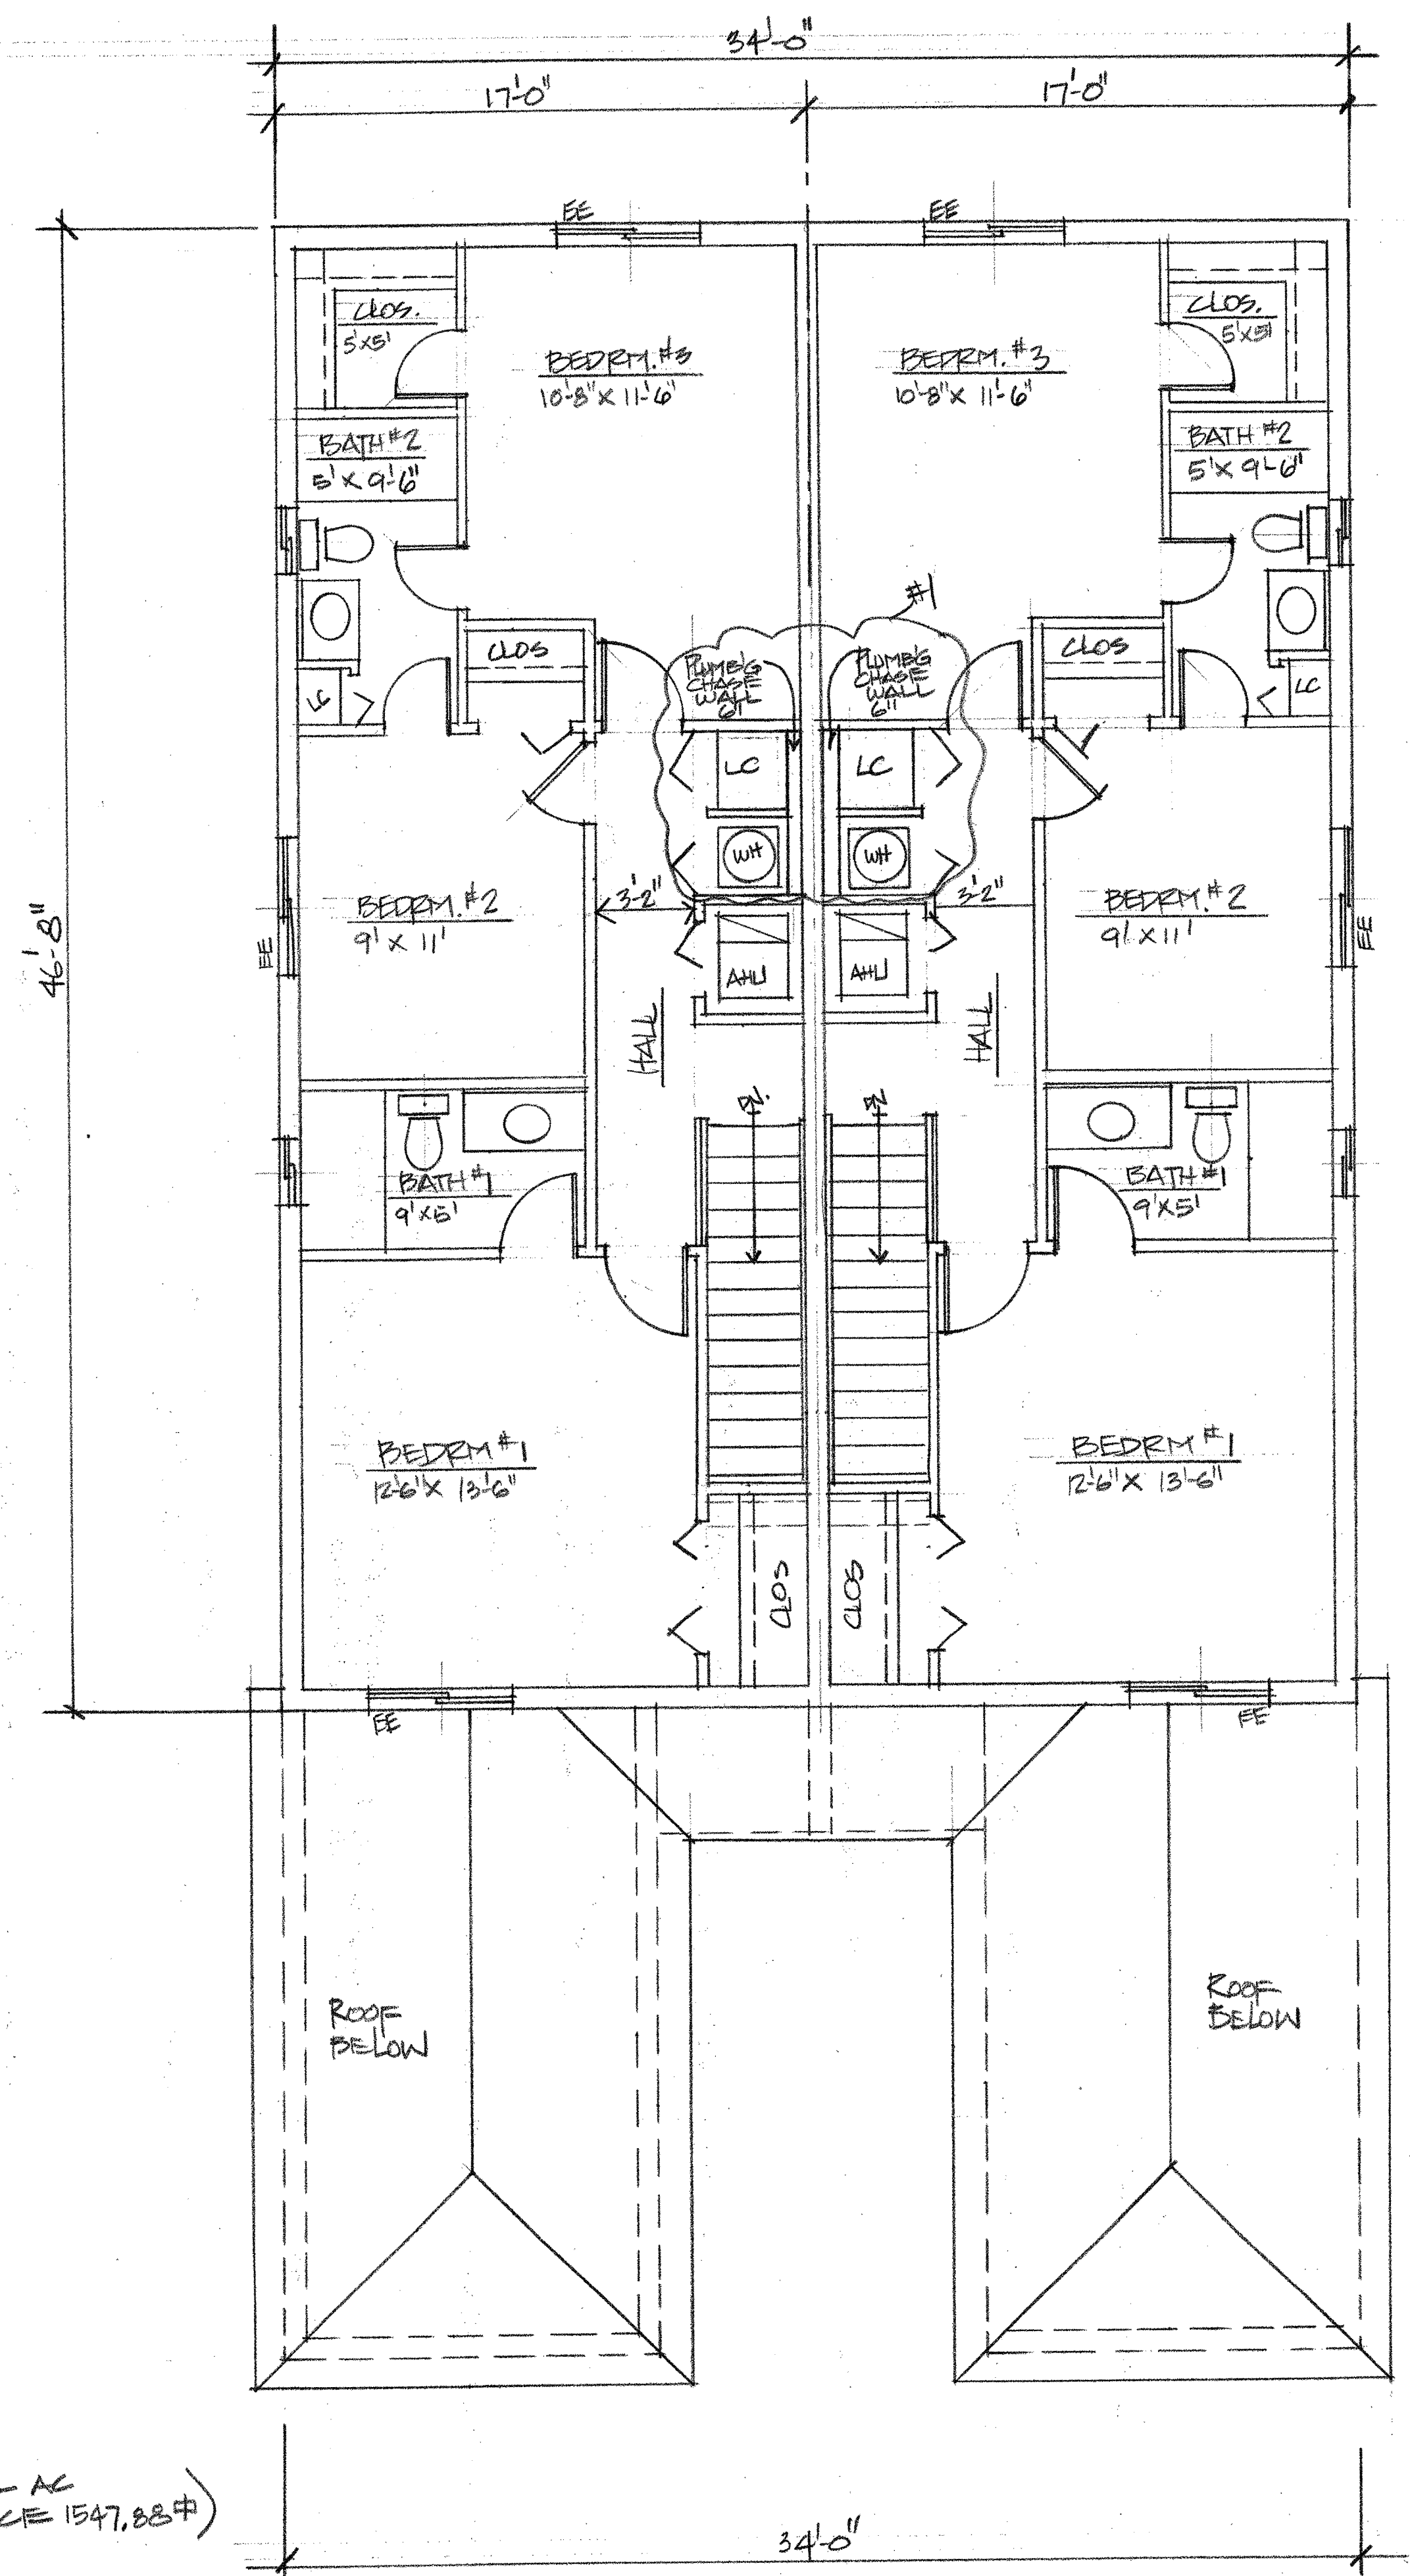 34'-0"
17'-0"
17'-0"
EE
EE
CLOS.
5'X5'
BEDRM. #3
10'-8" X 11'-6"
BEDRM. #3
10'-8" X 11'-6"
CLOS.
5'X5'
BATH #2
5' X 9'-6"
BATH #2
5' X 9'-6"
#1
CLOS
PLUMB'G
CHASE
WALL
6"
PLUMB'G
CHASE
WALL
6"
CLOS
LC
LC
LC
LC
WH
WH
46'-8"
EE
BEDRM. #2
9' X 11'
3'-2"
3'-2"
BEDRM. #2
9' X 11'
EE
AHU
AHU
HALL
HALL
DN.
DN
BATH #1
9'X5'
BATH #1
9'X5'
BEDRM #1
12'-6" X 13'-6"
BEDRM #1
12'-6" X 13'-6"
CLOS
CLOS
EE
EE
ROOF
BELOW
ROOF
BELOW
- AC
1547.88 #)
34'-0"